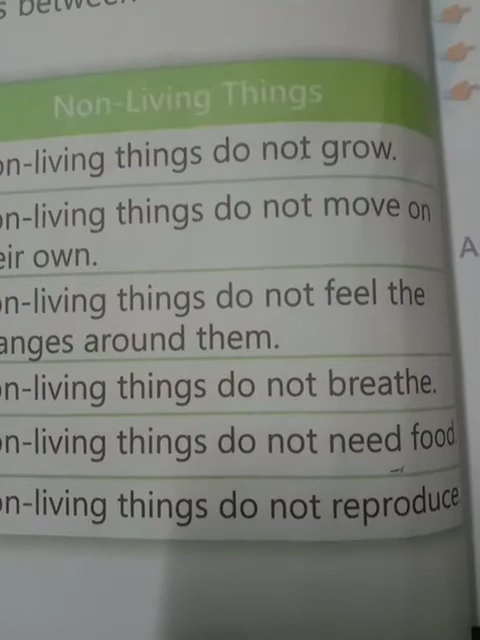 s between
Non-Living Things
on-living things do not grow.
on-living things do not move on
eir own.
on-living things do not feel the
anges around them.
on-living things do not breathe.
on-living things do not need food
on-living things do not reproduce
A